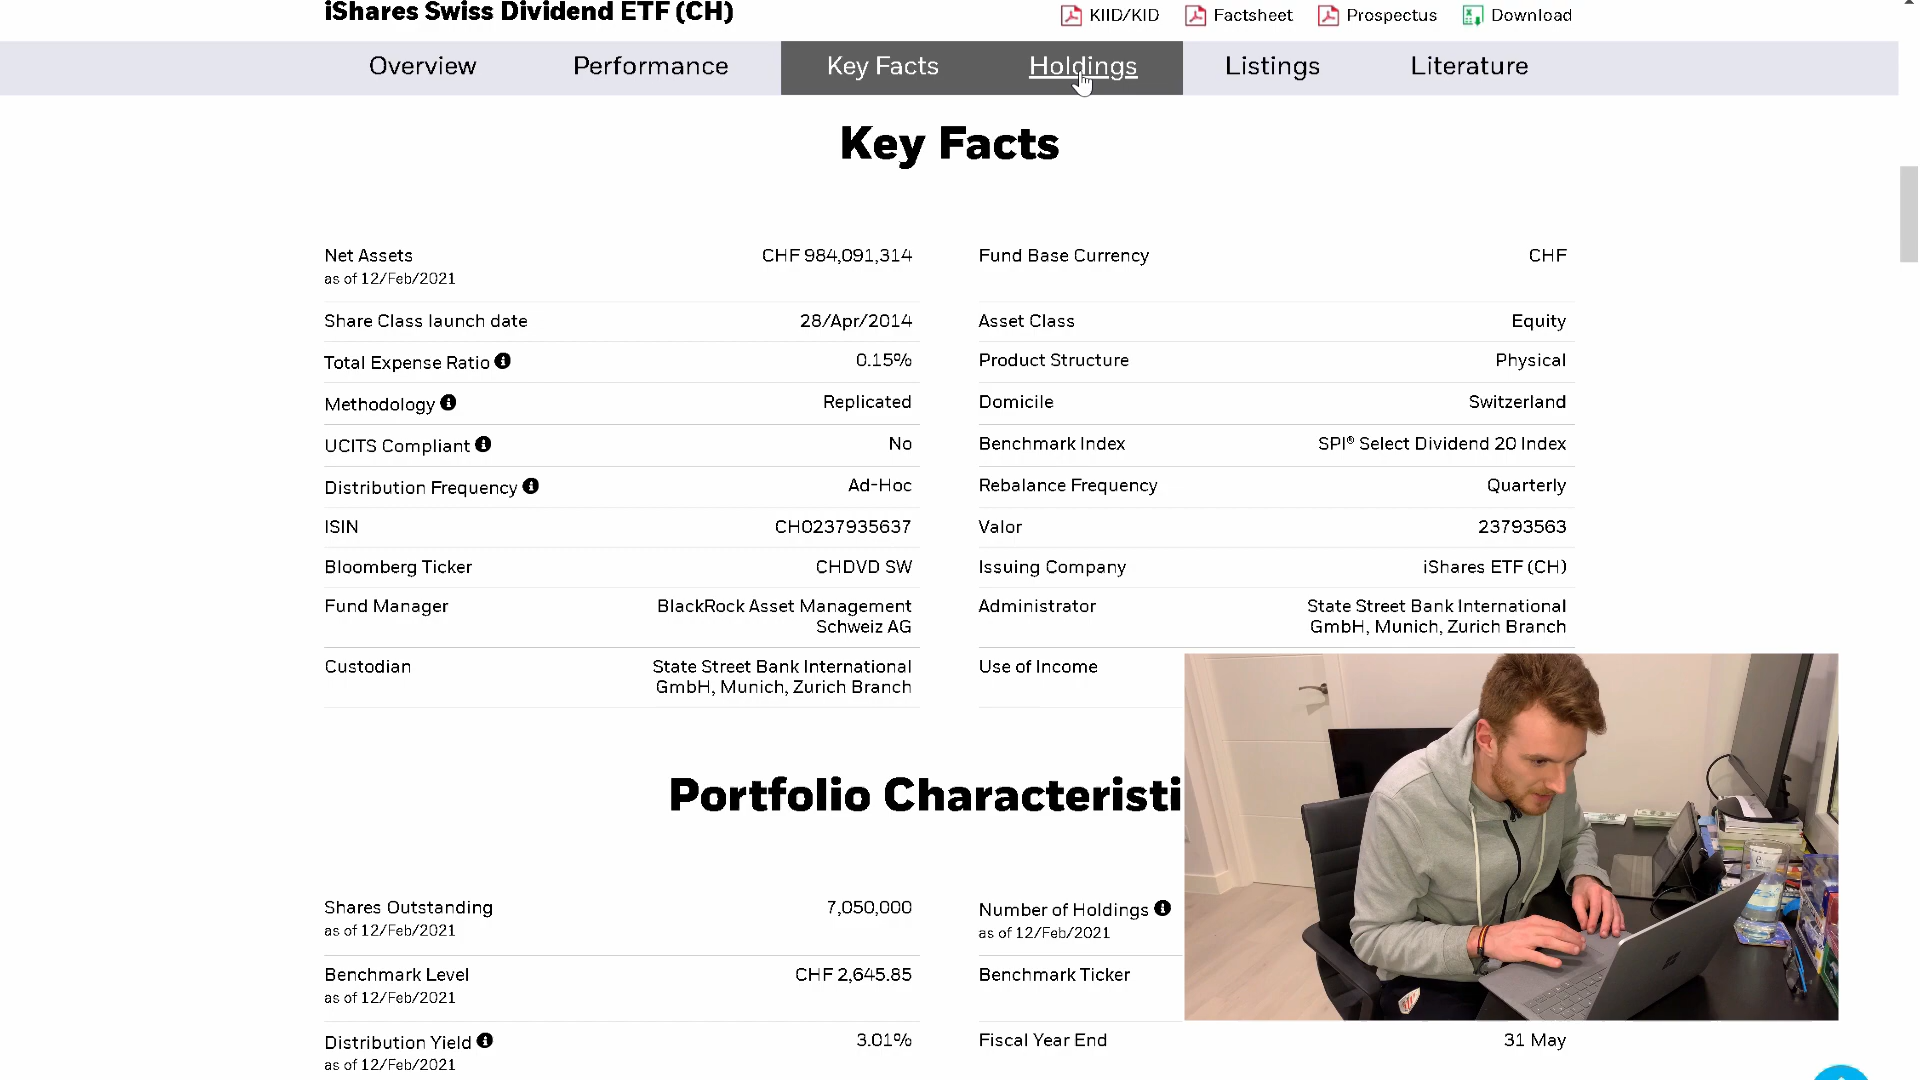 iShares Swiss Dividend ETF (CH)
KIID/KID Factsheet Prospectus Download
Overview Performance Key Facts Holdings Listings Literature
Key Facts
Net Assets CHF 984,091,314
as of 12/Feb/2021
Fund Base Currency CHF
Share Class launch date 28/Apr/2014
Asset Class Equity
Total Expense Ratio 0.15%
Product Structure Physical
Methodology Replicated
Domicile Switzerland
UCITS Compliant No
Benchmark Index SPI® Select Dividend 20 Index
Distribution Frequency Ad-Hoc
Rebalance Frequency Quarterly
ISIN CH0237935637
Valor 23793563
Bloomberg Ticker CHDVD SW
Issuing Company iShares ETF (CH)
Fund Manager BlackRock Asset Management
Schweiz AG
Administrator State Street Bank International
GmbH, Munich, Zurich Branch
Custodian State Street Bank International
GmbH, Munich, Zurich Branch
Use of Income
Portfolio Characteristi
Shares Outstanding 7,050,000
as of 12/Feb/2021
Number of Holdings
as of 12/Feb/2021
Benchmark Level CHF 2,645.85
as of 12/Feb/2021
Benchmark Ticker
Distribution Yield 3.01%
as of 12/Feb/2021
Fiscal Year End 31 May